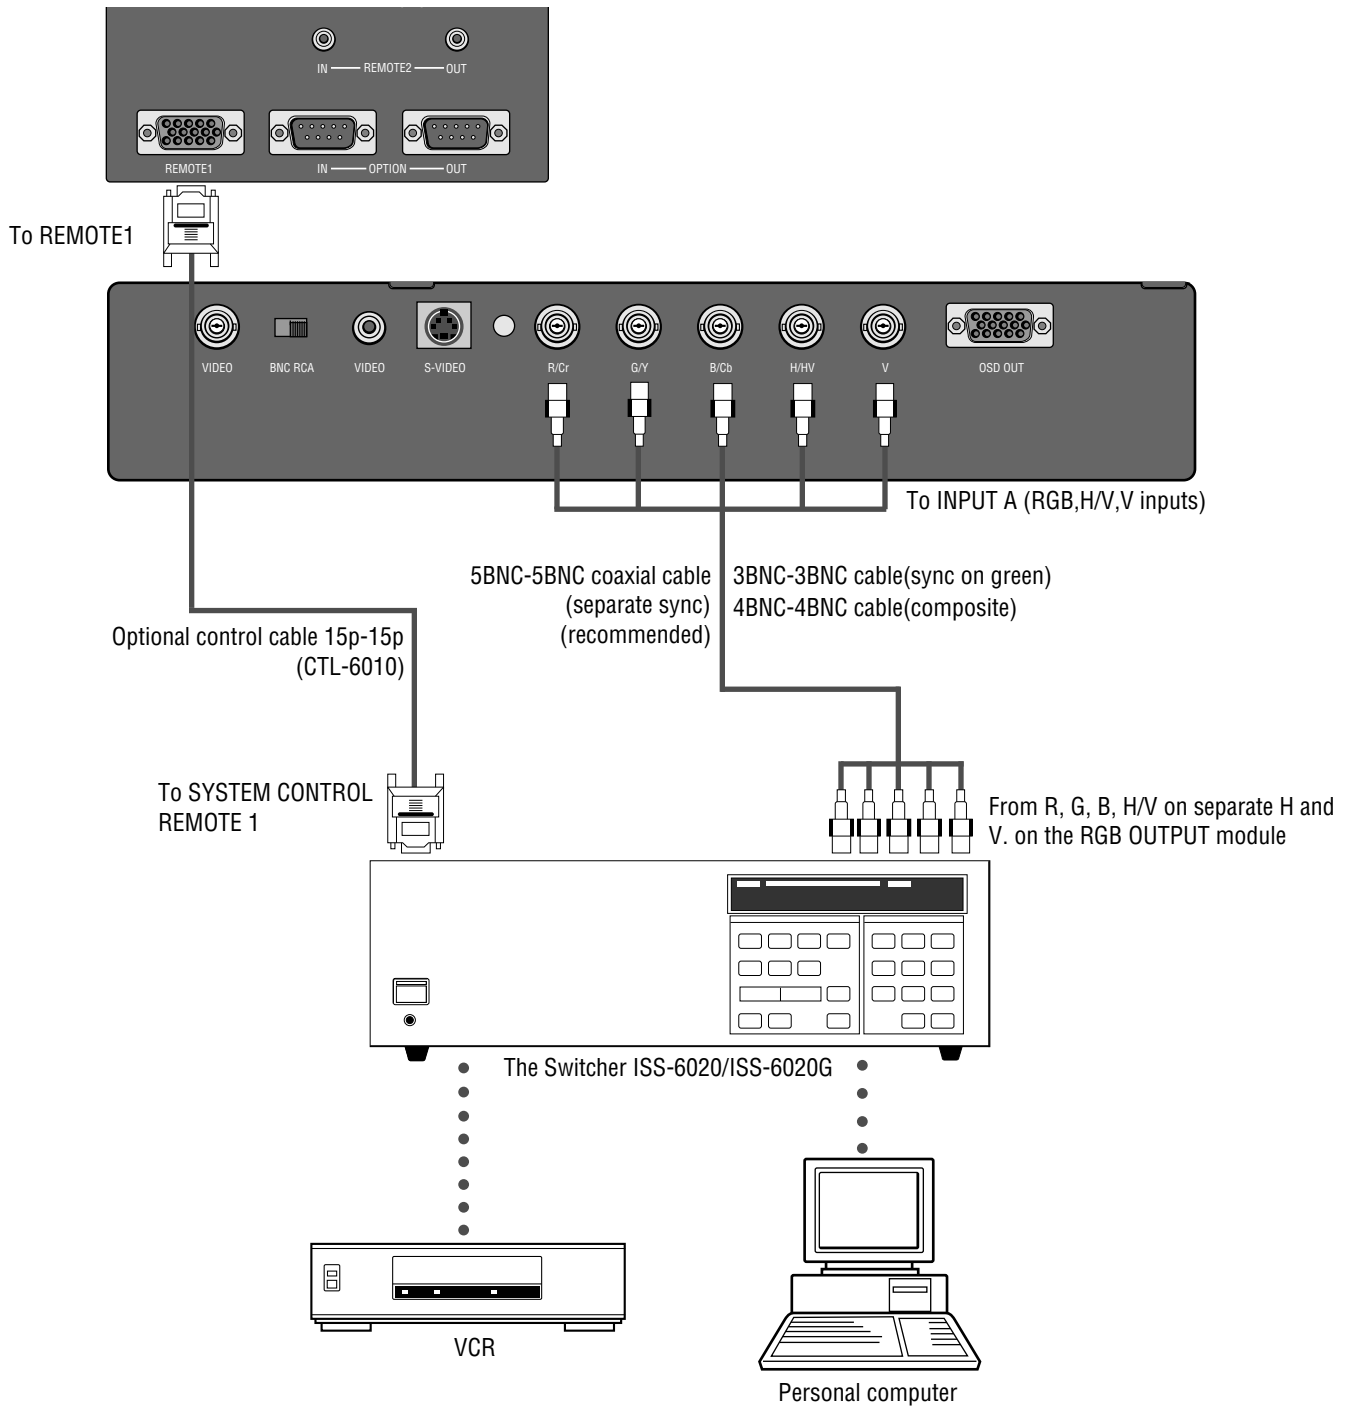 IN REMOTE2 OUT
REMOTE1 IN OPTION OUT
To REMOTE1
VIDEO BNC RCA VIDEO S-VIDEO R/Cr G/Y B/Cb H/HV V OSD OUT
To INPUT A (RGB,H/V,V inputs)
5BNC-5BNC coaxial cable
(separate sync)
(recommended)
3BNC-3BNC cable(sync on green)
4BNC-4BNC cable(composite)
Optional control cable 15p-15p
(CTL-6010)
To SYSTEM CONTROL
REMOTE 1
From R, G, B, H/V on separate H and
V. on the RGB OUTPUT module
The Switcher ISS-6020/ISS-6020G
VCR
Personal computer